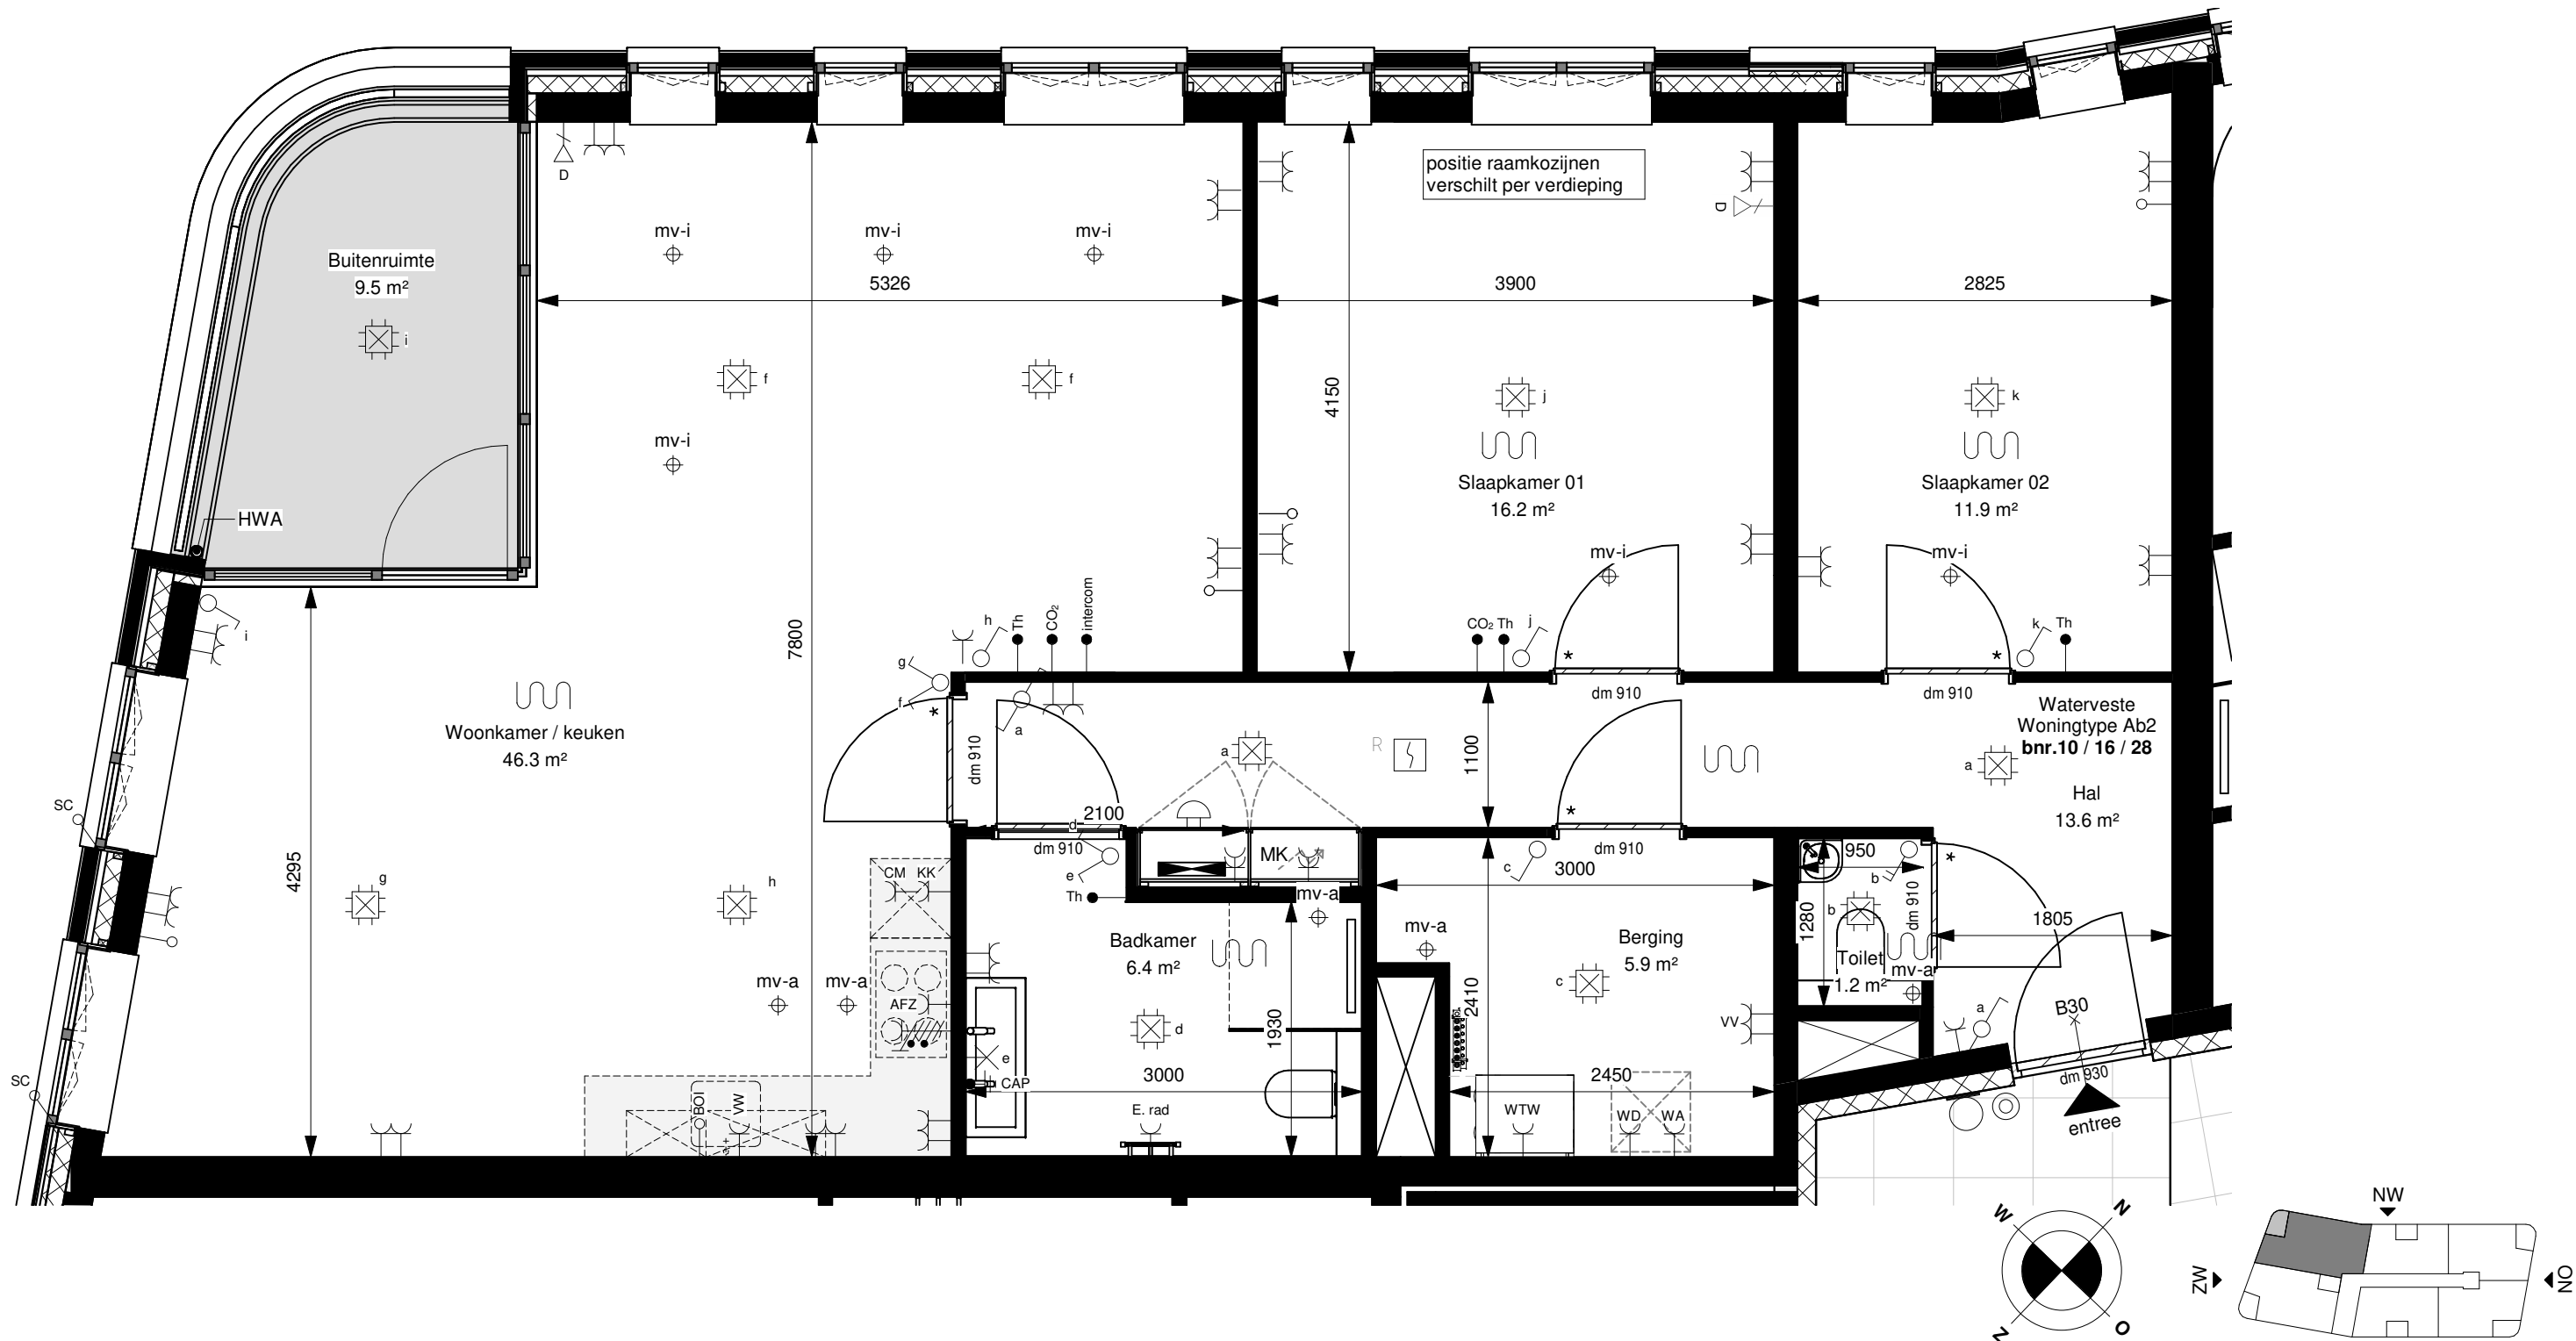 D
mv-i
mv-i
mv-i
positie raamkozijnen
verschilt per verdieping
D
Buitenruimte
9.5 m²
i
5326
3900
2825
f
f
4150
j
k
mv-i
Slaapkamer 01
16.2 m²
Slaapkamer 02
11.9 m²
HWA
mv-i
mv-i
i
7800
g
h
Th
CO₂
intercom
CO₂ Th
j
k
Th
f
*
*
*
dm 910
dm 910
Woonkamer / keuken
46.3 m²
a
dm 910
a
R
1100
Waterveste
Woningtype Ab2
bnr.10 / 16 / 28
a
Hal
13.6 m²
SC
2100
d
dm 910
*
dm 910
*
4295
g
h
CM
KK
e
Th
MK
mv-a
c
3000
950
b
b
dm 910
1280
1805
Badkamer
6.4 m²
mv-a
Berging
5.9 m²
c
Toilet
1.2 m²
mv-a
mv-a
mv-a
AFZ
d
e
1930
2410
VV
a
B30
SC
CAP
3000
2450
dm 930
BOI
VW
E. rad
WTW
WD
WA
entree
W
N
Z
O
NW
ZW
NO